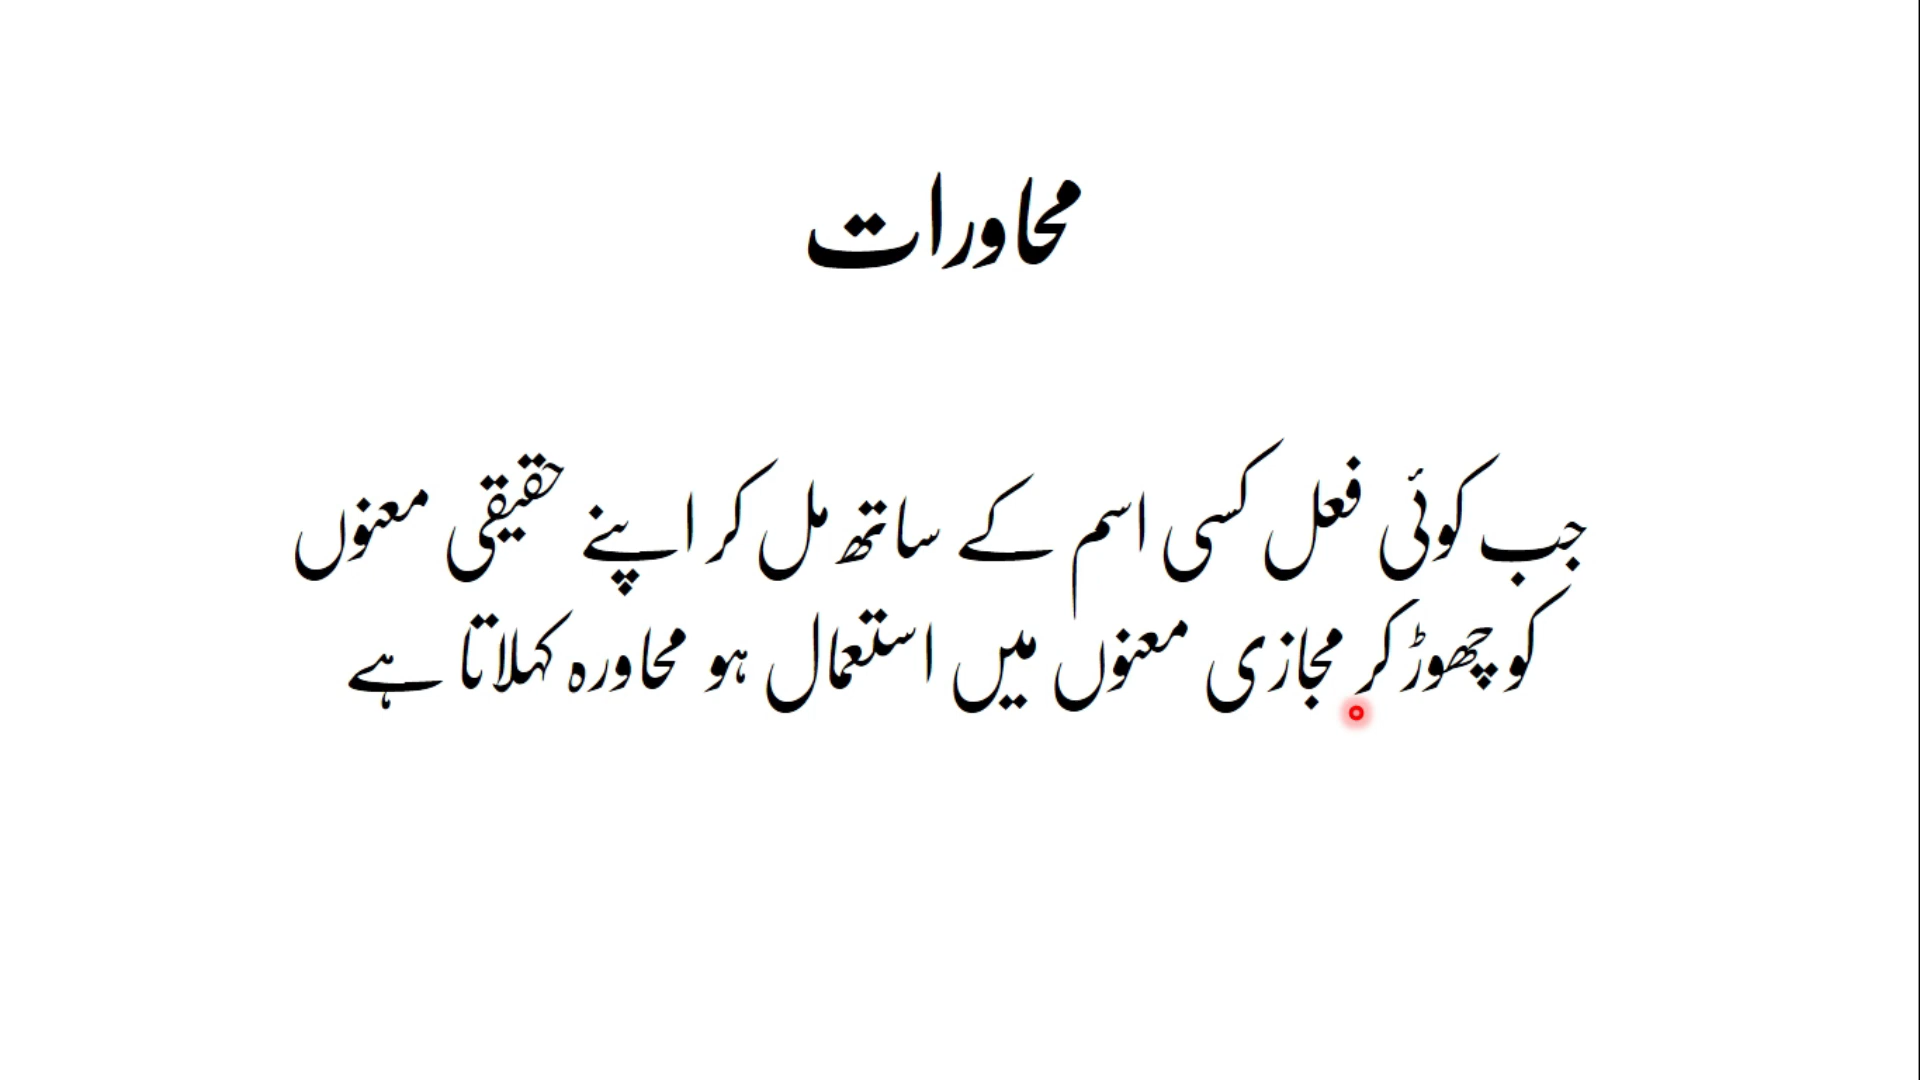 محاورات
جب کوئی فعل کسی اسم کے ساتھ مل کر اپنے حقیقی معنوں
کو چھوڑ کر مجازی معنوں میں استعمال ہو محاورہ کہلاتا ہے